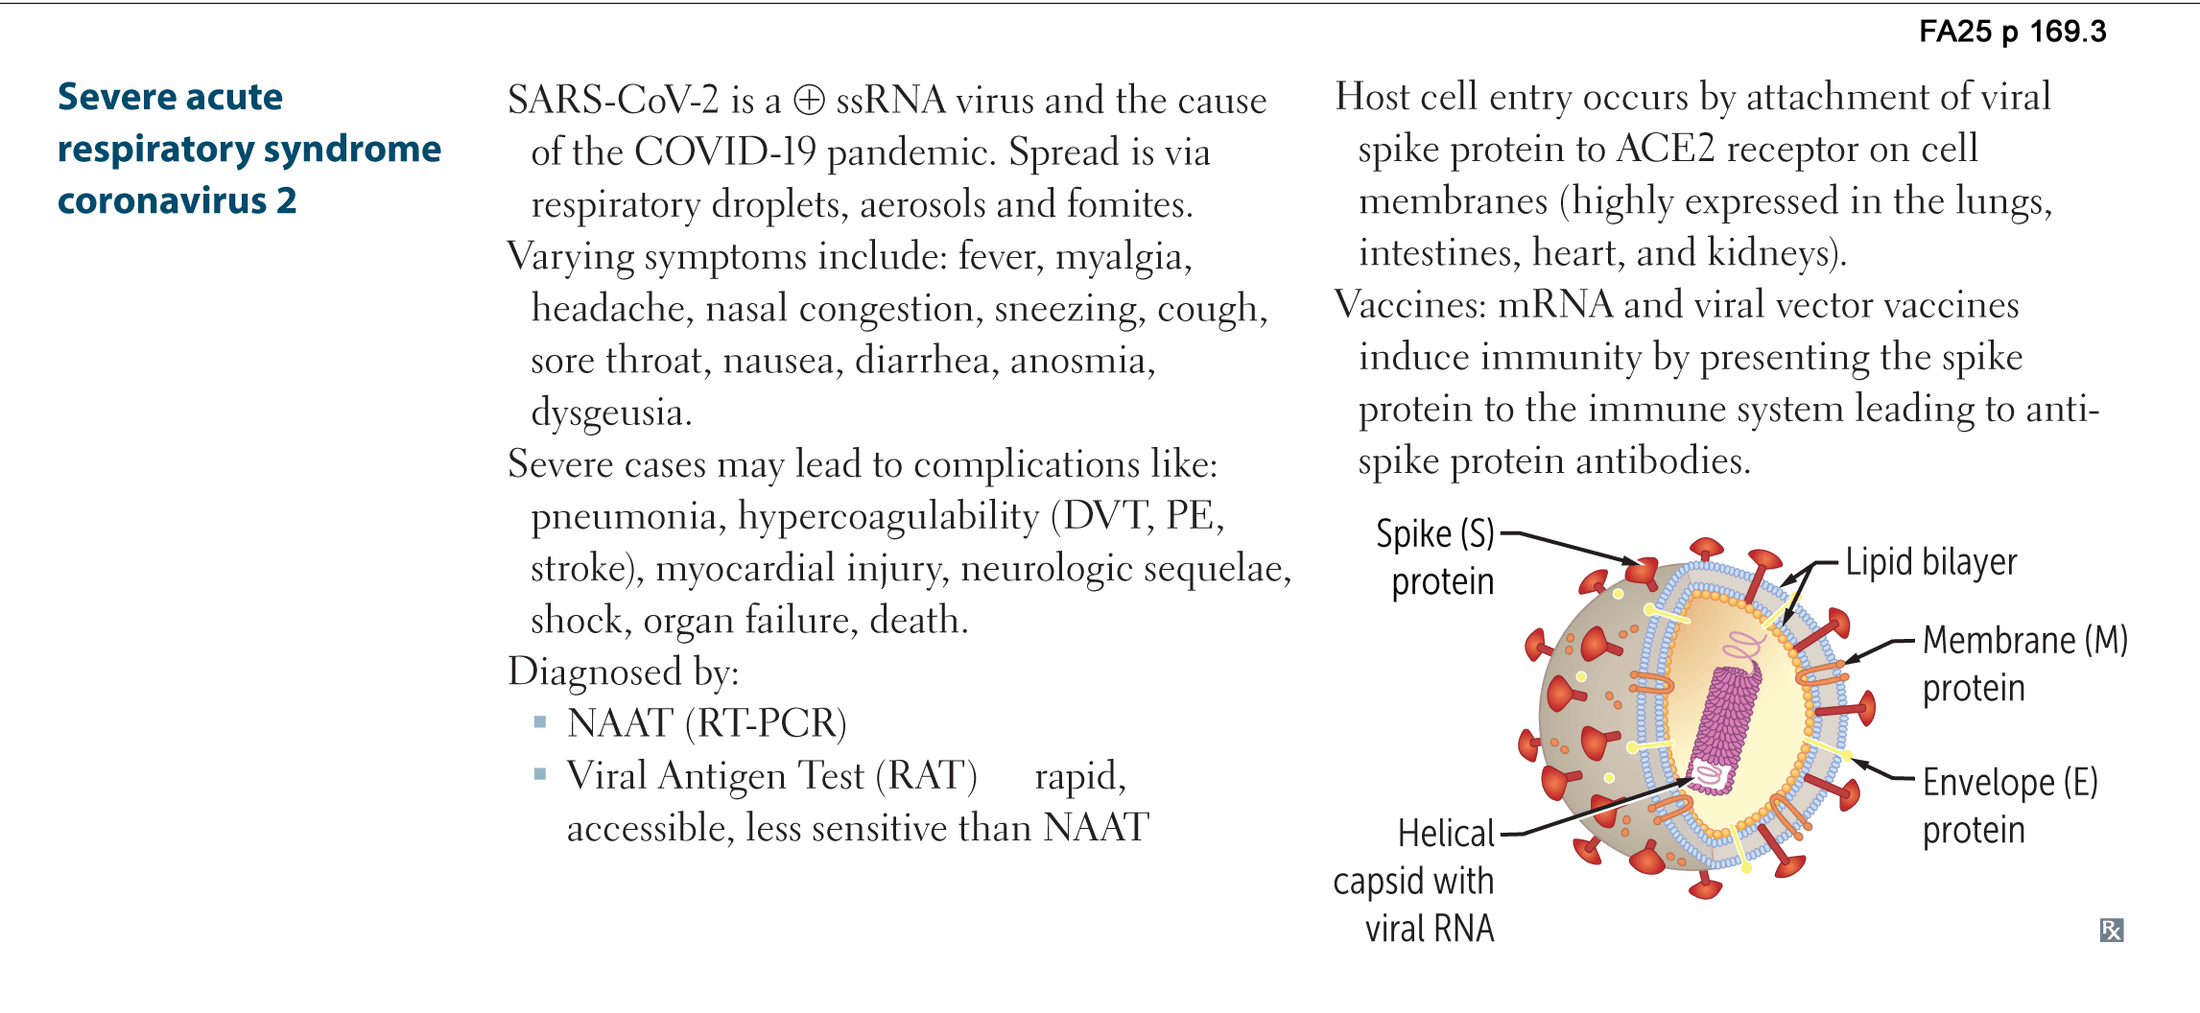 FA25 p 169.3
Severe acute
respiratory syndrome
coronavirus 2
SARS-CoV-2 is a ⊕ ssRNA virus and the cause
of the COVID-19 pandemic. Spread is via
respiratory droplets, aerosols and fomites.
Varying symptoms include: fever, myalgia,
headache, nasal congestion, sneezing, cough,
sore throat, nausea, diarrhea, anosmia,
dysgeusia.
Severe cases may lead to complications like:
pneumonia, hypercoagulability (DVT, PE,
stroke), myocardial injury, neurologic sequelae,
shock, organ failure, death.
Diagnosed by:
▪ NAAT (RT-PCR)
▪ Viral Antigen Test (RAT) rapid,
accessible, less sensitive than NAAT
Host cell entry occurs by attachment of viral
spike protein to ACE2 receptor on cell
membranes (highly expressed in the lungs,
intestines, heart, and kidneys).
Vaccines: mRNA and viral vector vaccines
induce immunity by presenting the spike
protein to the immune system leading to anti-
spike protein antibodies.
Spike (S)
protein
Lipid bilayer
Membrane (M)
protein
Envelope (E)
protein
Helical
capsid with
viral RNA
Rx